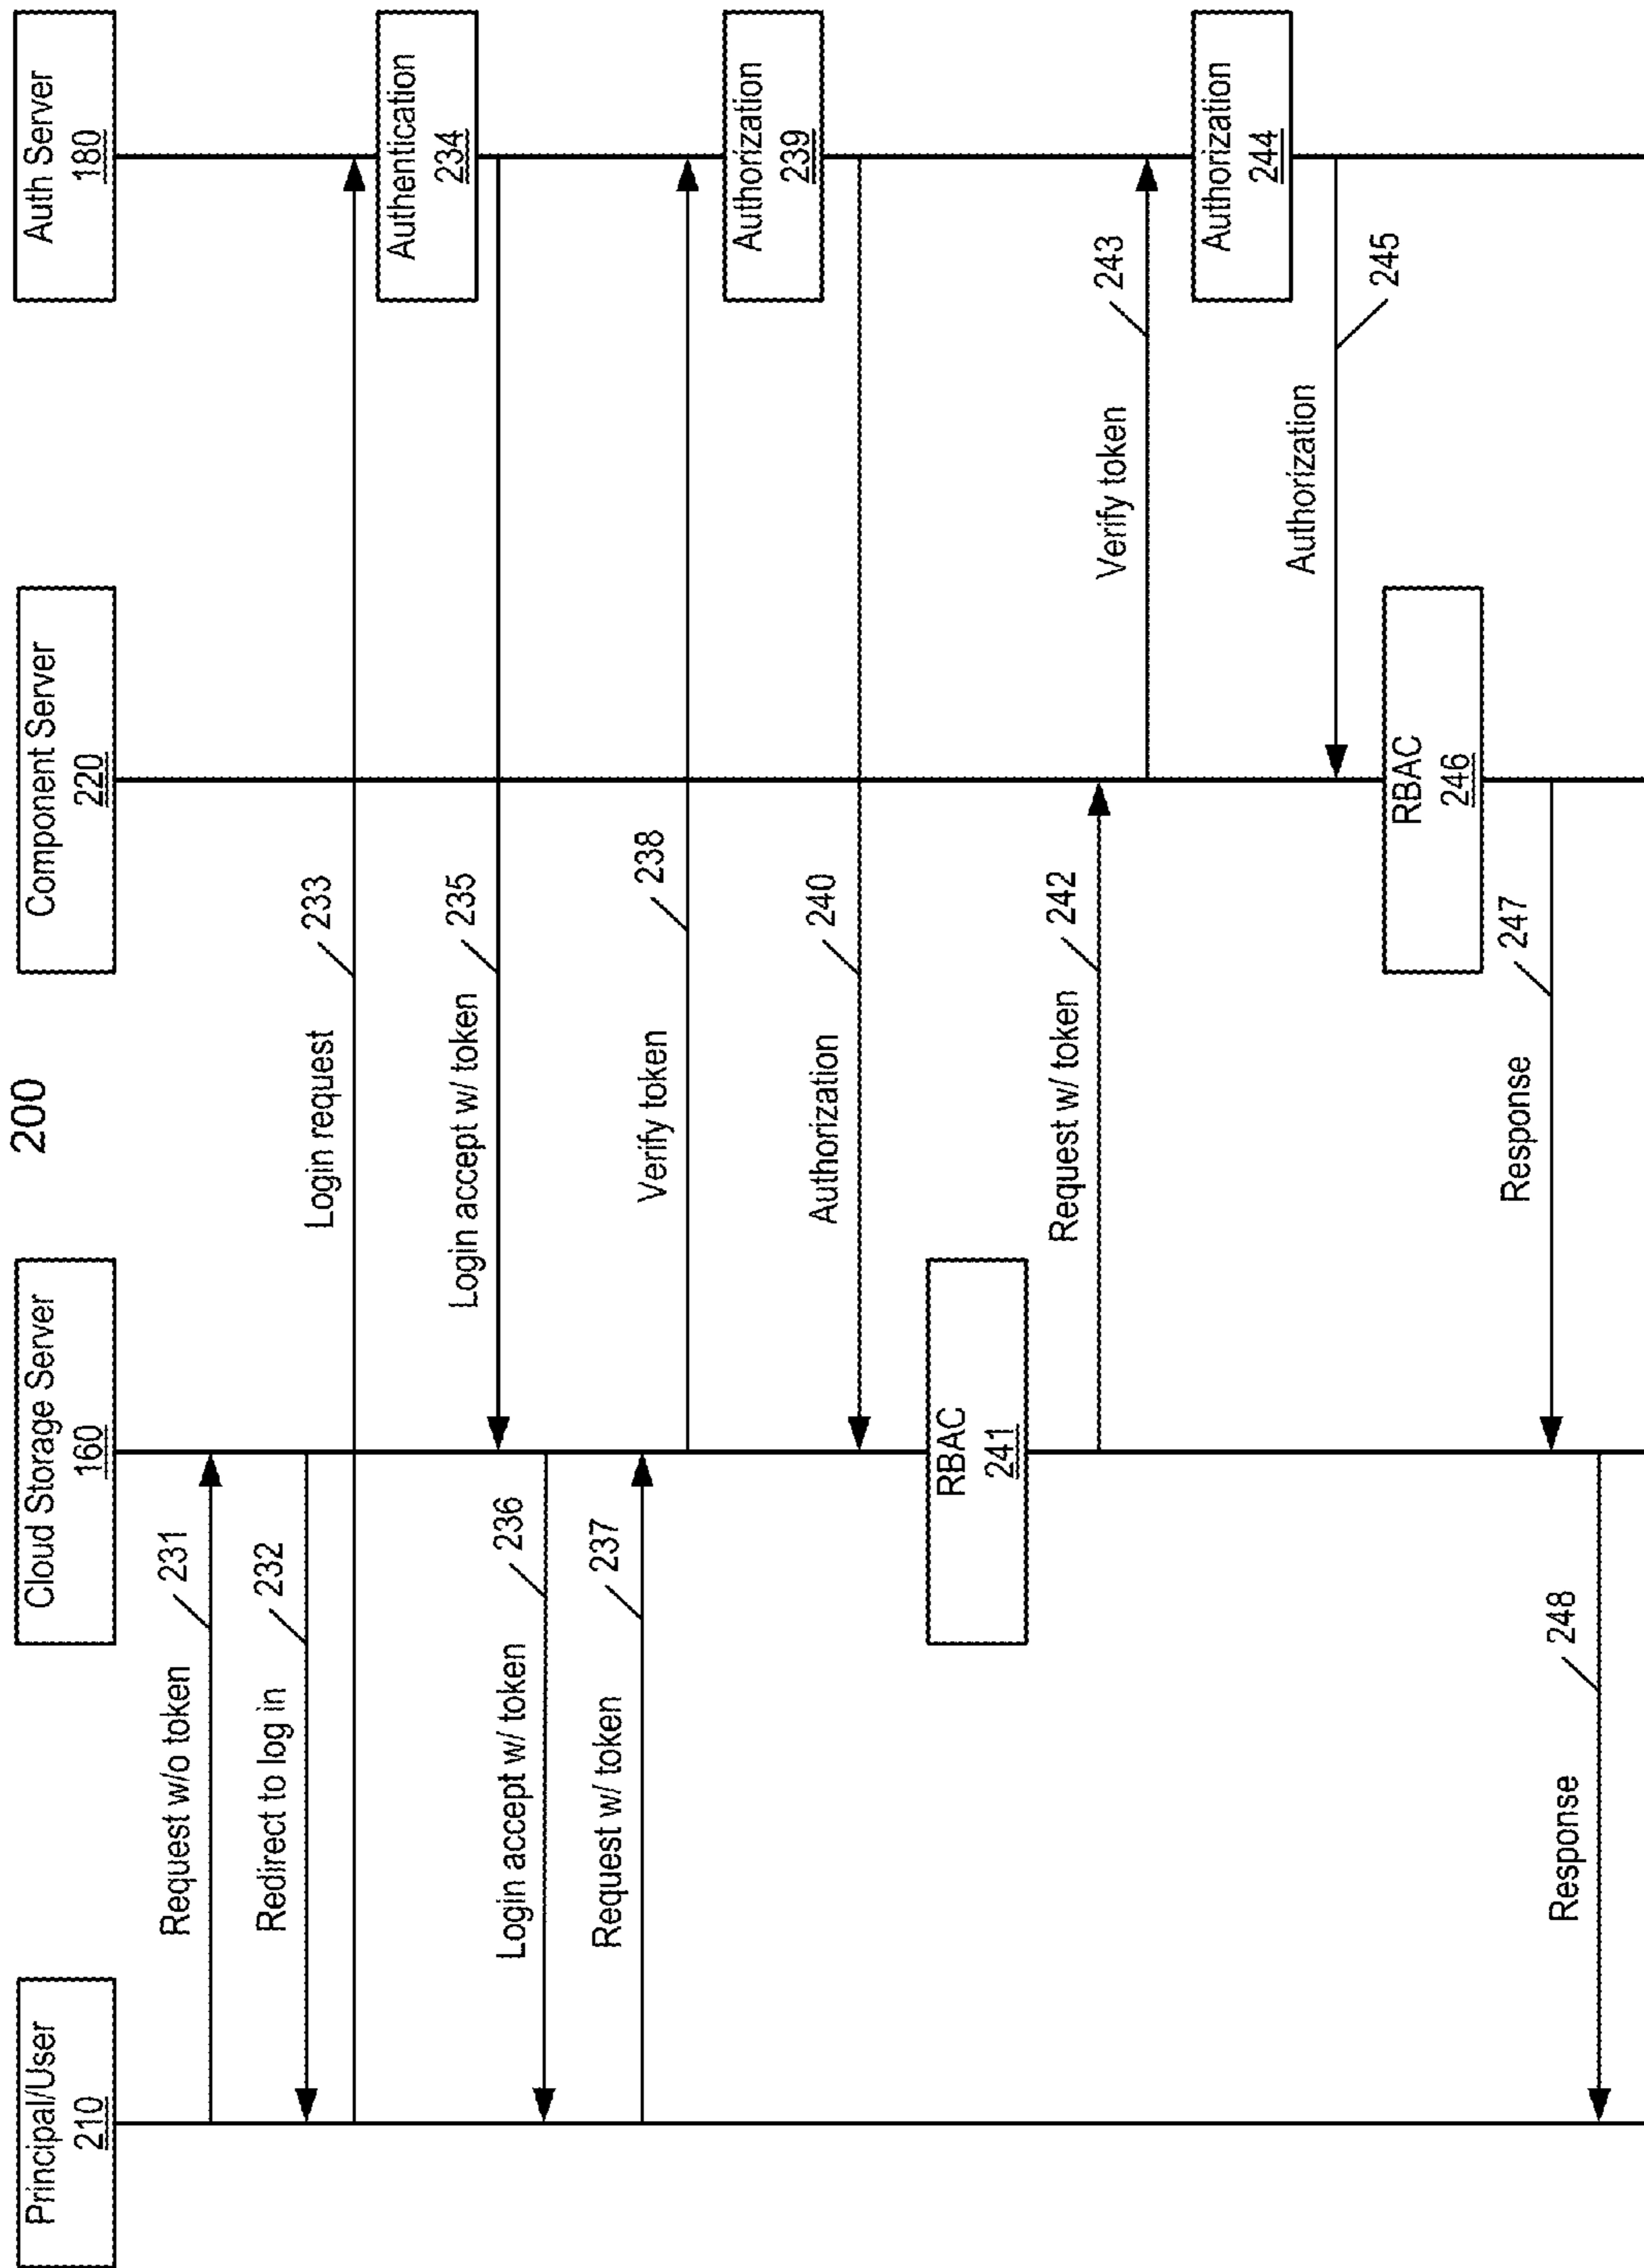 200
Principal/User
210
Cloud Storage Server
160
Component Server
220
Auth Server
180
Request w/o token
231
Redirect to log in
232
Login request
233
Authentication
234
Login accept w/ token
235
Login accept w/ token
236
Request w/ token
237
Verify token
238
Authorization
239
Authorization
240
RBAC
241
Request w/ token
242
Verify token
243
Authorization
244
Authorization
245
RBAC
246
Response
247
Response
248